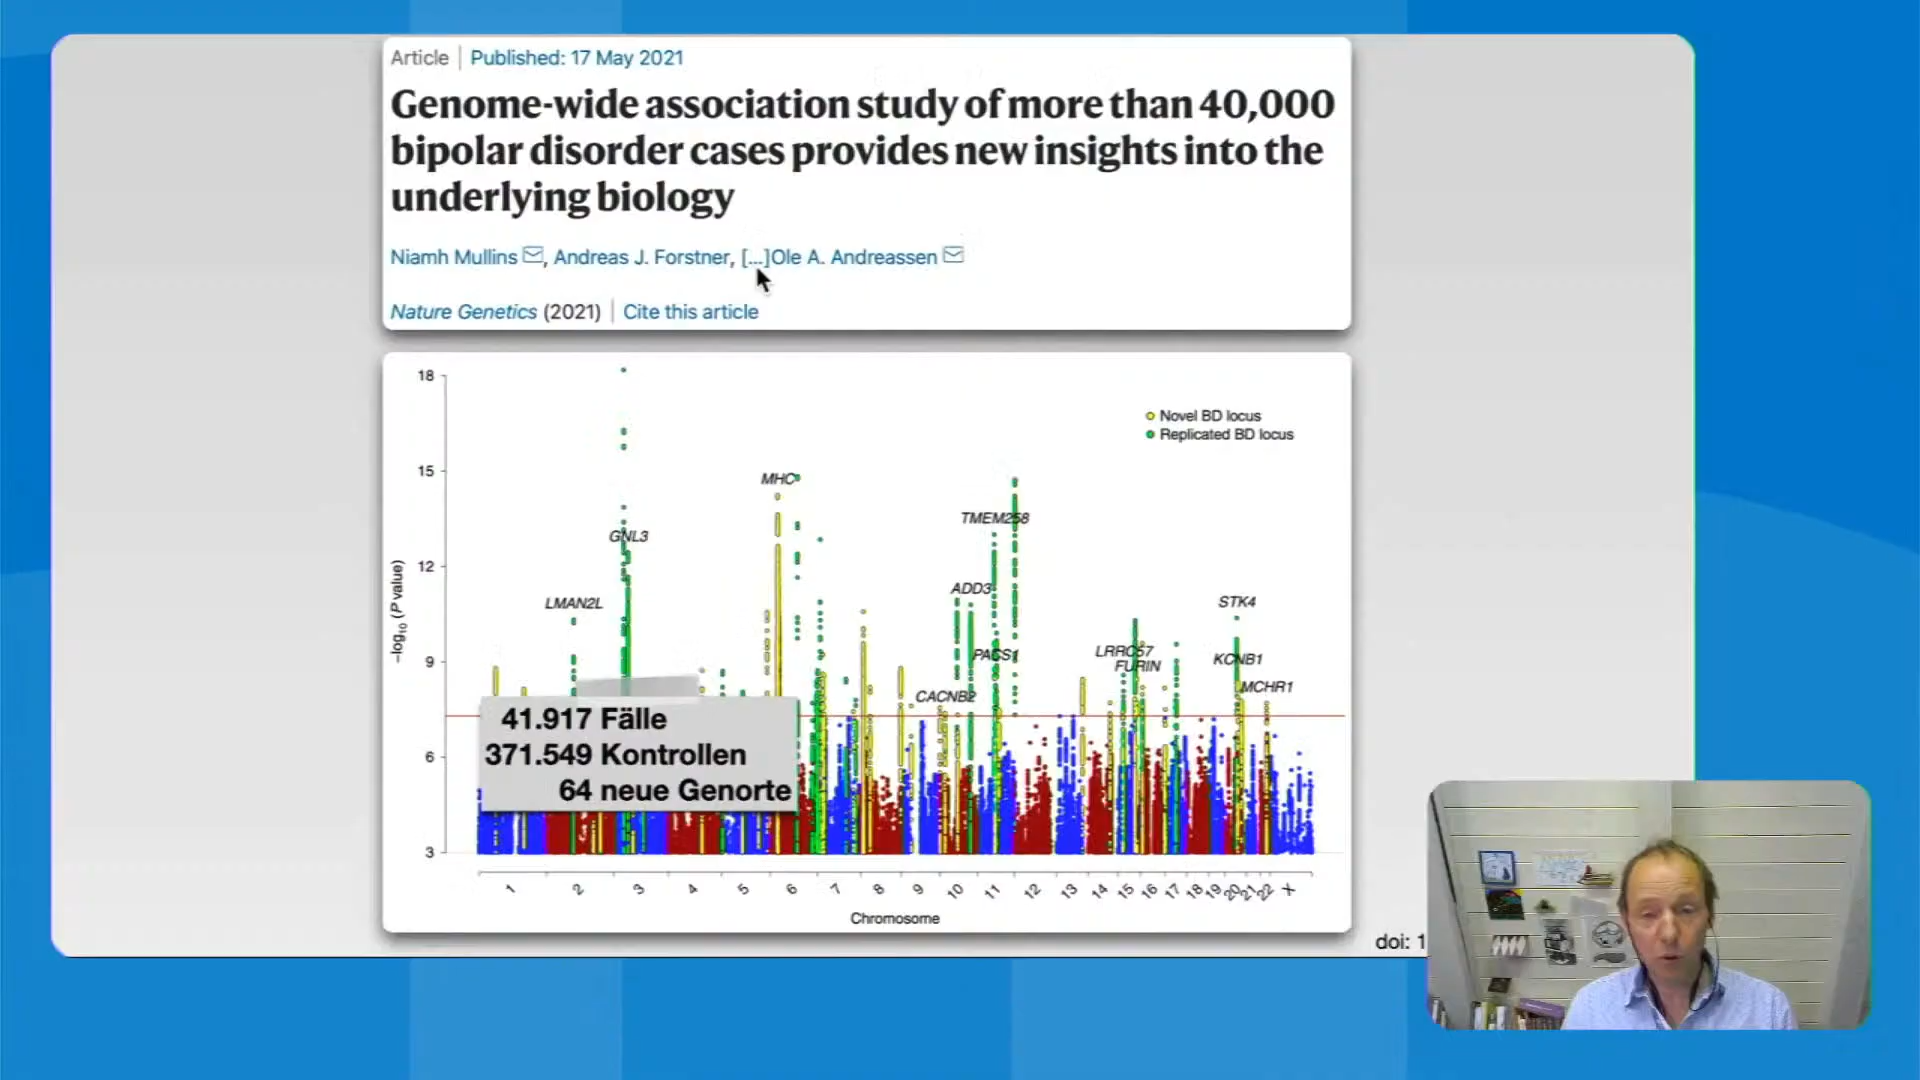 Article | Published: 17 May 2021
Genome-wide association study of more than 40,000
bipolar disorder cases provides new insights into the
underlying biology
Niamh Mullins, Andreas J. Forstner, [...]Ole A. Andreassen
Nature Genetics (2021) | Cite this article
18
15
12
9
6
3
−log10 (P value)
Novel BD locus
Replicated BD locus
MHC
TMEM258
GNL3
ADD3
LMAN2L
STK4
PACS1
LRRC57
FURIN
KCNB1
MCHR1
CACNB2
41.917 Fälle
371.549 Kontrollen
64 neue Genorte
1 2 3 4 5 6 7 8 9 10 11 12 13 14 15 16 17 18 19 20 21 22 X
Chromosome
doi: 1